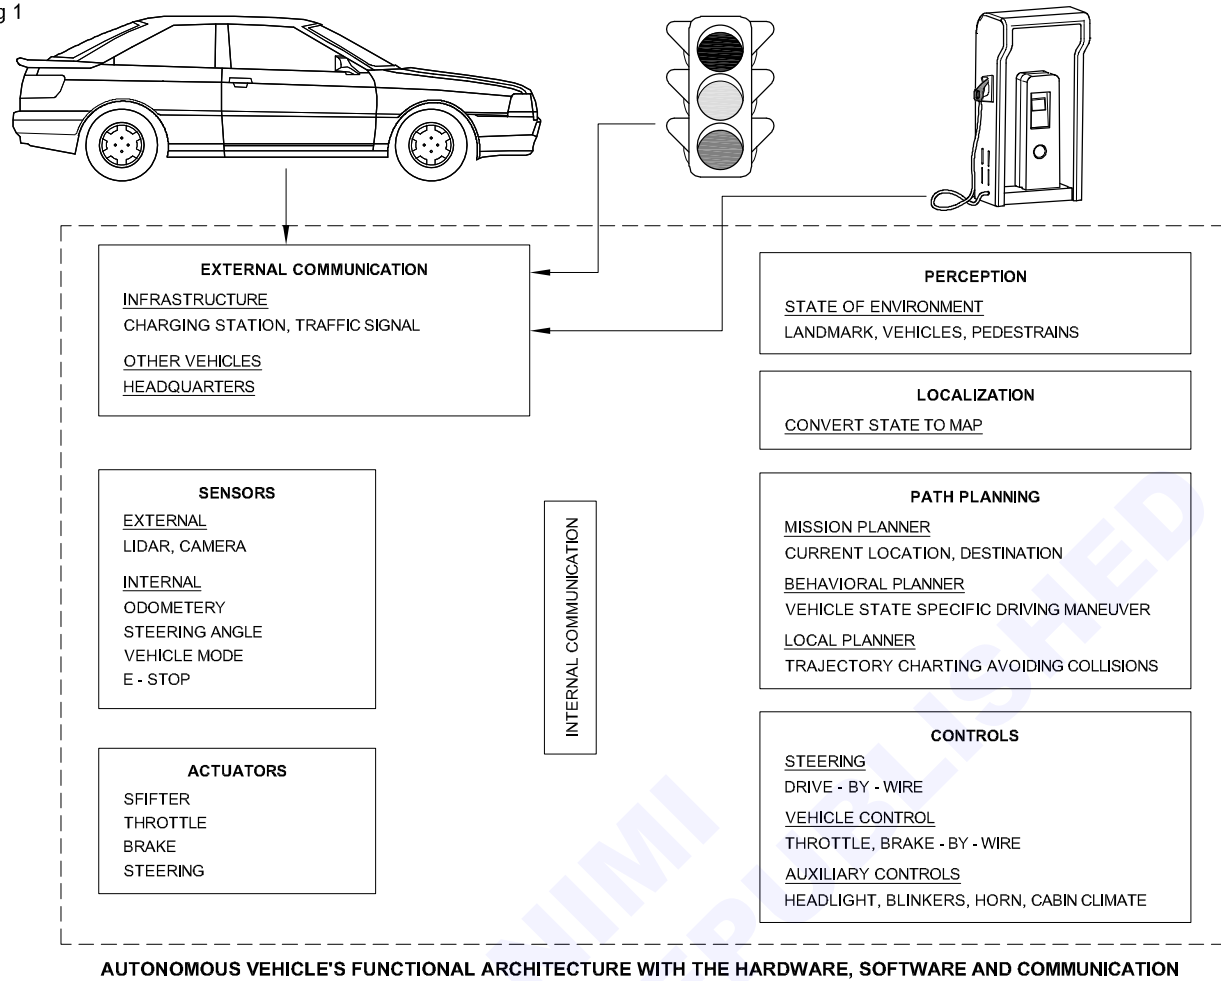 g 1
EXTERNAL COMMUNICATION
INFRASTRUCTURE
CHARGING STATION, TRAFFIC SIGNAL
OTHER VEHICLES
HEADQUARTERS
SENSORS
EXTERNAL
LIDAR, CAMERA
INTERNAL
ODOMETERY
STEERING ANGLE
VEHICLE MODE
E - STOP
ACTUATORS
SFIFTER
THROTTLE
BRAKE
STEERING
INTERNAL COMMUNICATION
PERCEPTION
STATE OF ENVIRONMENT
LANDMARK, VEHICLES, PEDESTRAINS
LOCALIZATION
CONVERT STATE TO MAP
PATH PLANNING
MISSION PLANNER
CURRENT LOCATION, DESTINATION
BEHAVIORAL PLANNER
VEHICLE STATE SPECIFIC DRIVING MANEUVER
LOCAL PLANNER
TRAJECTORY CHARTING AVOIDING COLLISIONS
CONTROLS
STEERING
DRIVE - BY - WIRE
VEHICLE CONTROL
THROTTLE, BRAKE - BY - WIRE
AUXILIARY CONTROLS
HEADLIGHT, BLINKERS, HORN, CABIN CLIMATE
AUTONOMOUS VEHICLE'S FUNCTIONAL ARCHITECTURE WITH THE HARDWARE, SOFTWARE AND COMMUNICATION
NIMI
EPUBLISHED